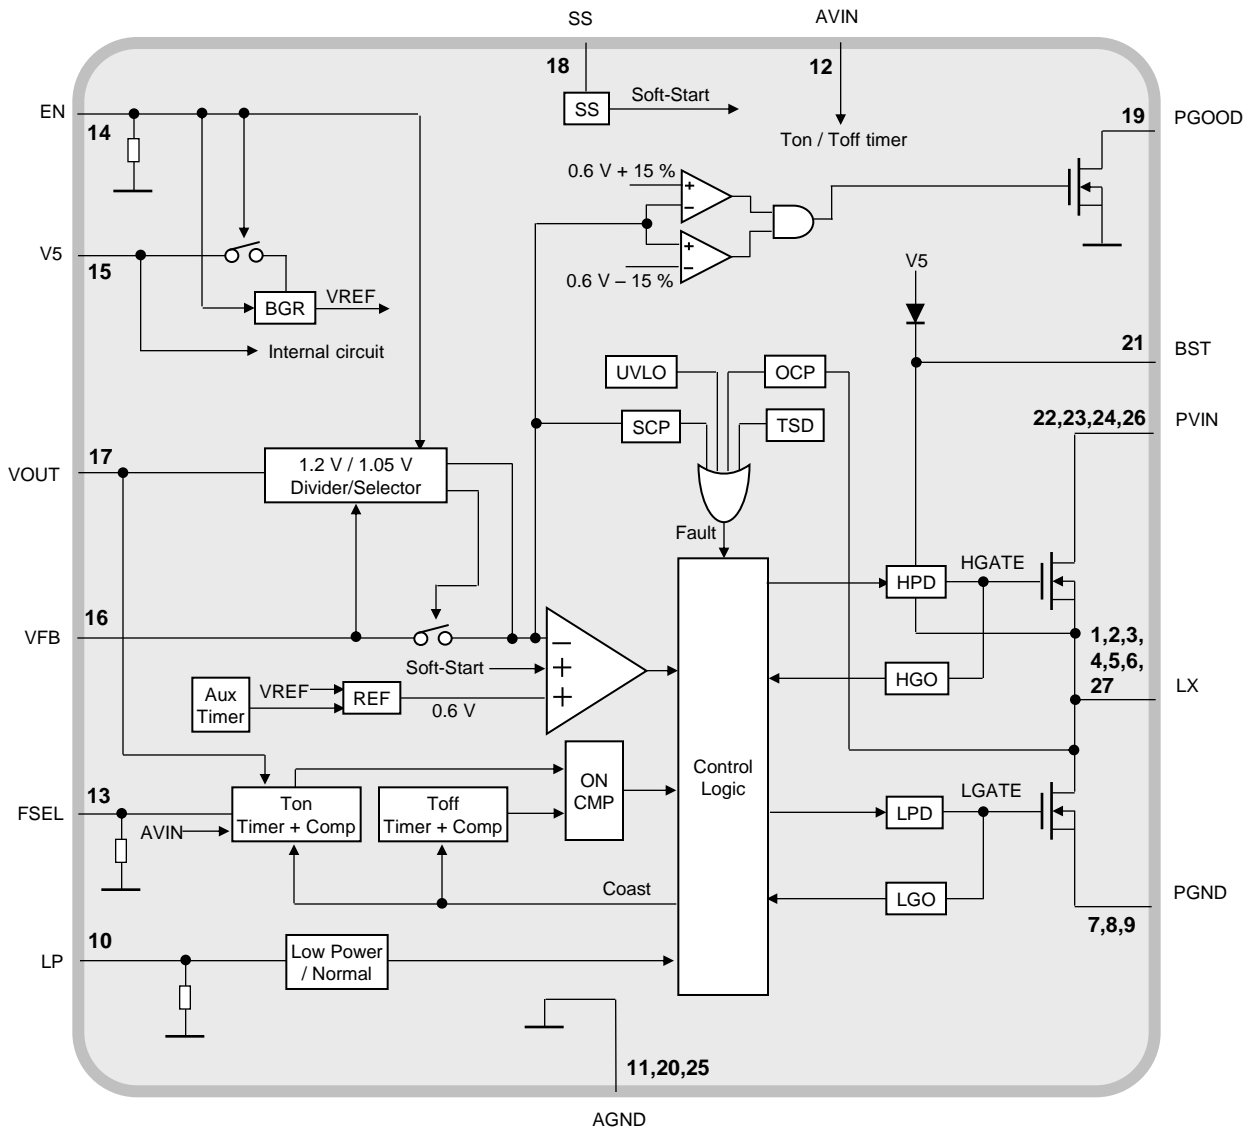 SS
AVIN
18
12
EN
14
SS
Soft-Start
Ton / Toff timer
19
PGOOD
0.6 V + 15 %
+
−
+
−
0.6 V – 15 %
V5
15
BGR
VREF
Internal circuit
V5
21
BST
UVLO
OCP
SCP
TSD
22,23,24,26
PVIN
VOUT
17
1.2 V / 1.05 V
Divider/Selector
Fault
HPD
HGATE
VFB
16
−
+
+
Soft-Start
1,2,3,
4,5,6,
27
LX
HGO
Aux
Timer
VREF
REF
0.6 V
Control
Logic
ON
CMP
FSEL
13
AVIN
Ton
Timer + Comp
Toff
Timer + Comp
LPD
LGATE
Coast
LGO
PGND
7,8,9
LP
10
Low Power
/ Normal
11,20,25
AGND